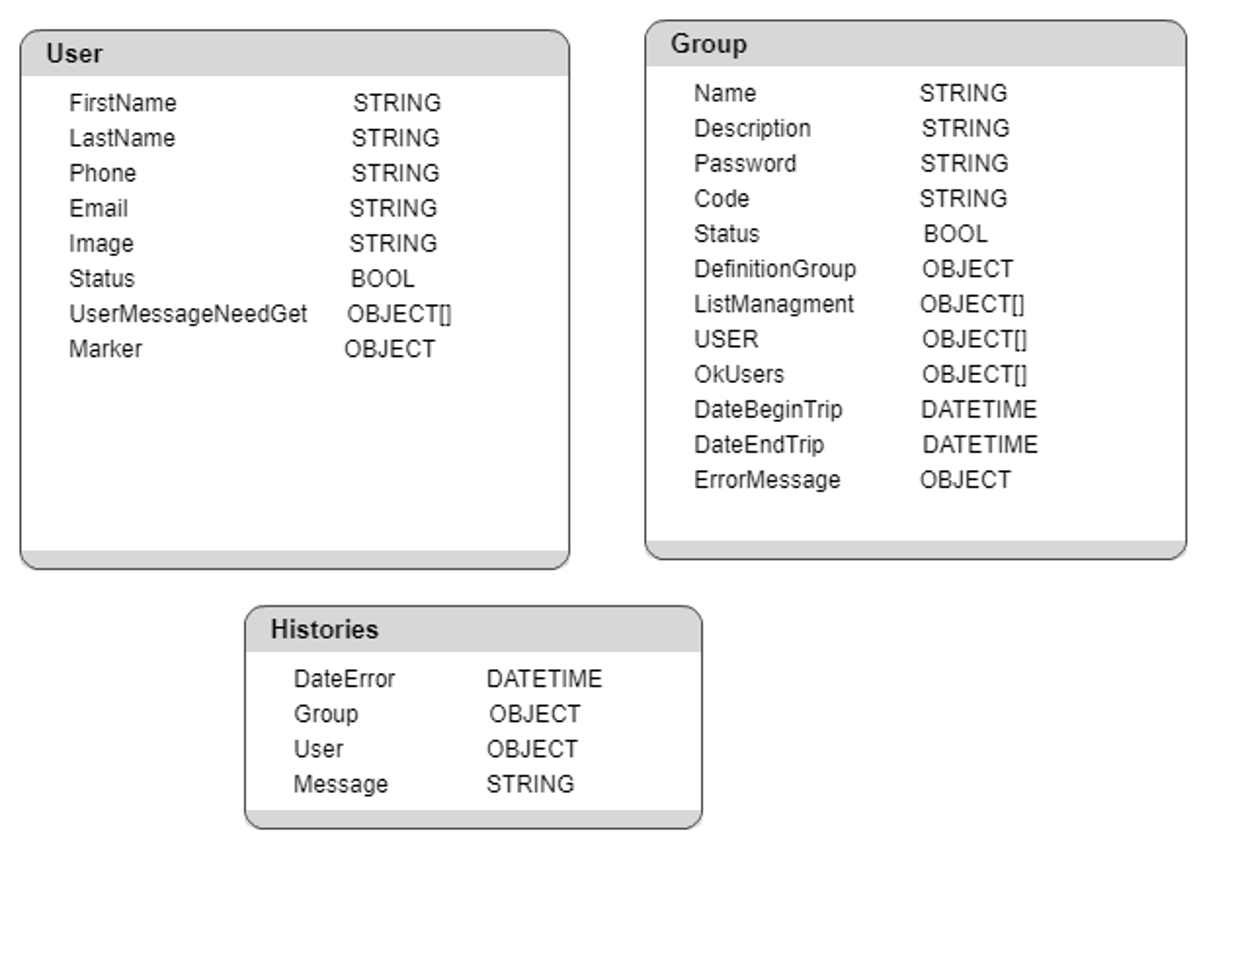 User
FirstName STRING
LastName STRING
Phone STRING
Email STRING
Image STRING
Status BOOL
UserMessageNeedGet OBJECT[]
Marker OBJECT
Group
Name STRING
Description STRING
Password STRING
Code STRING
Status BOOL
DefinitionGroup OBJECT
ListManagment OBJECT[]
USER OBJECT[]
OkUsers OBJECT[]
DateBeginTrip DATETIME
DateEndTrip DATETIME
ErrorMessage OBJECT
Histories
DateError DATETIME
Group OBJECT
User OBJECT
Message STRING